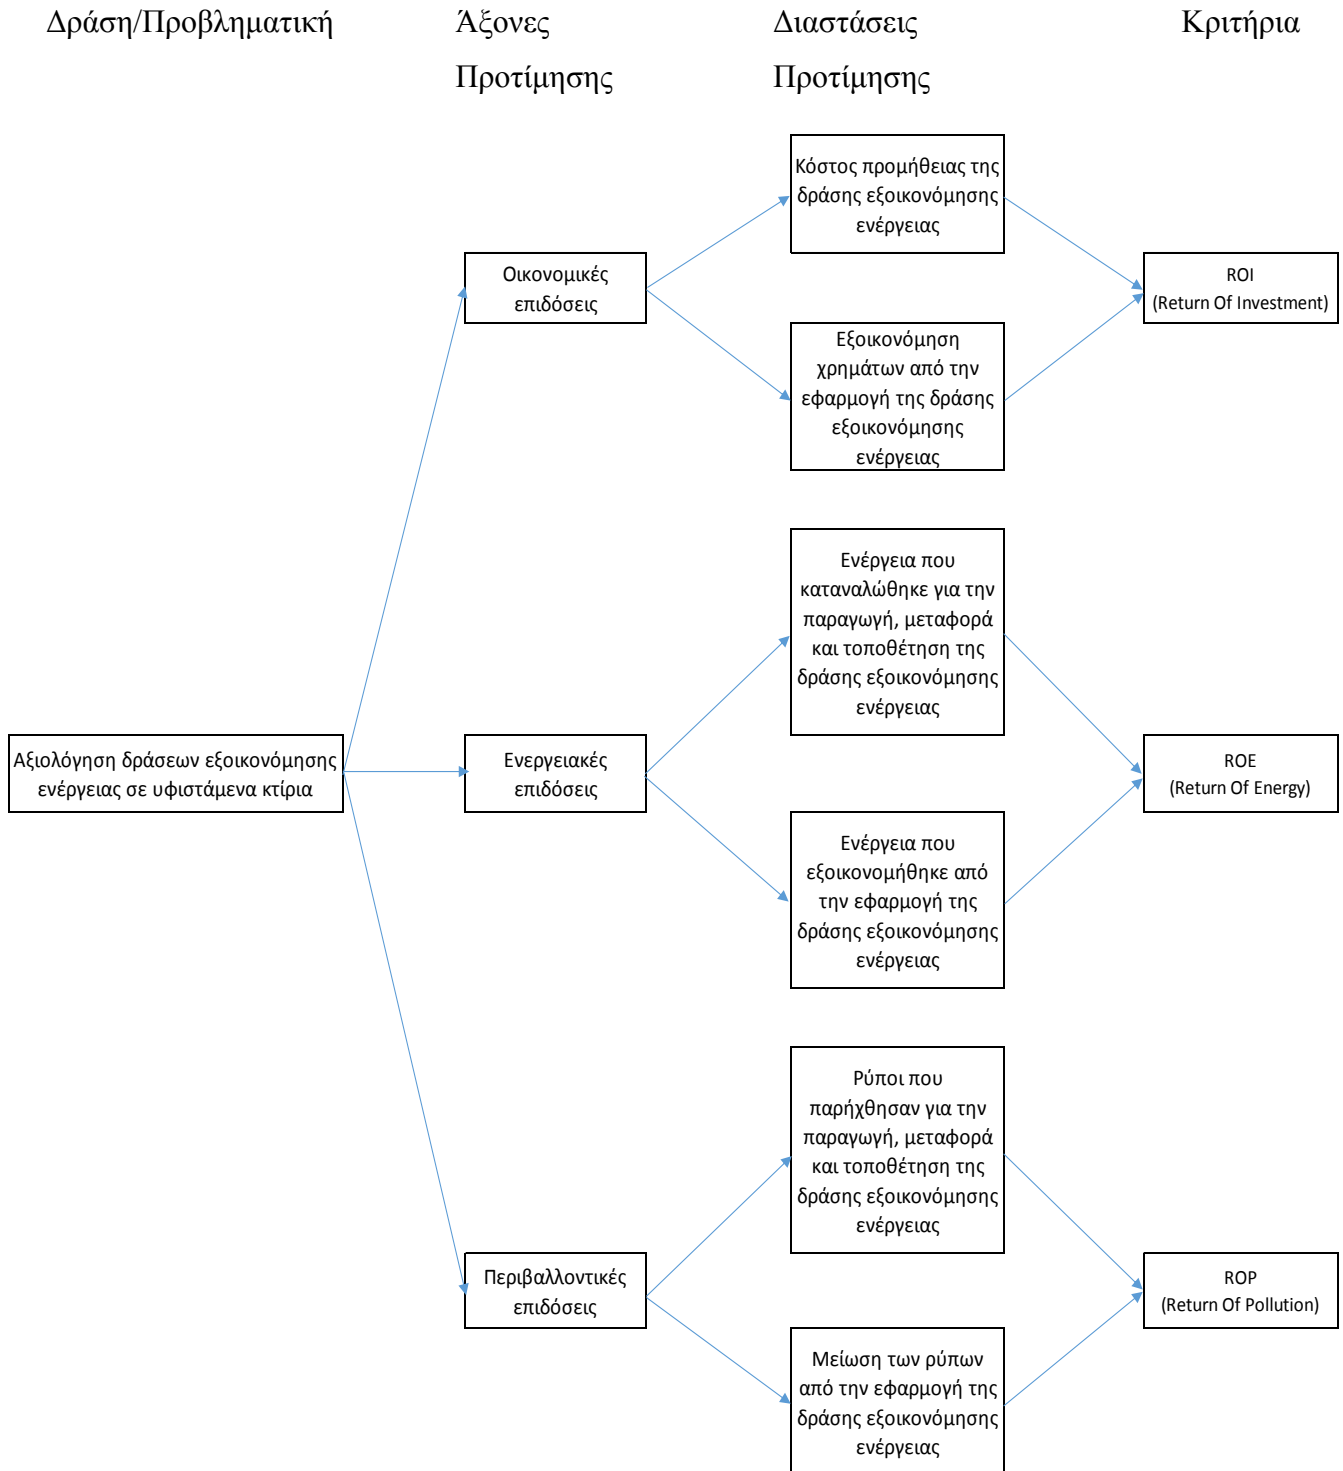 Δράση/Προβληματική
Άξονες
Προτίμησης
Διαστάσεις
Προτίμησης
Κριτήρια
Κόστος προμήθειας της
δράσης εξοικονόμησης
ενέργειας
Οικονομικές
επιδόσεις
ROI
(Return Of Investment)
Εξοικονόμηση
χρημάτων από την
εφαρμογή της δράσης
εξοικονόμησης
ενέργειας
Ενέργεια που
καταναλώθηκε για την
παραγωγή, μεταφορά
και τοποθέτηση της
δράσης εξοικονόμησης
ενέργειας
Αξιολόγηση δράσεων εξοικονόμησης
ενέργειας σε υφιστάμενα κτίρια
Ενεργειακές
επιδόσεις
ROE
(Return Of Energy)
Ενέργεια που
εξοικονομήθηκε από
την εφαρμογή της
δράσης εξοικονόμησης
ενέργειας
Ρύποι που
παρήχθησαν για την
παραγωγή, μεταφορά
και τοποθέτηση της
δράσης εξοικονόμησης
ενέργειας
Περιβαλλοντικές
επιδόσεις
ROP
(Return Of Pollution)
Μείωση των ρύπων
από την εφαρμογή της
δράσης εξοικονόμησης
ενέργειας